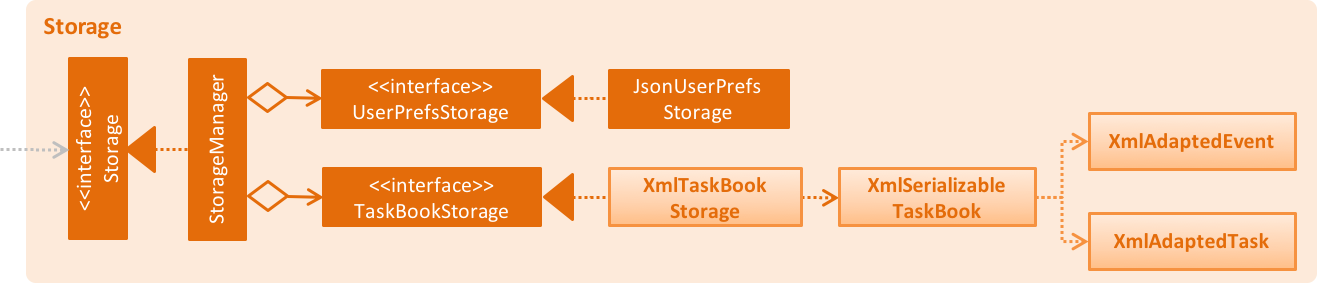 Storage
<<interface>>
Storage
StorageManager
<<interface>>
UserPrefsStorage
JsonUserPrefs
Storage
<<interface>>
TaskBookStorage
XmlTaskBook
Storage
XmlSerializable
TaskBook
XmlAdaptedEvent
XmlAdaptedTask